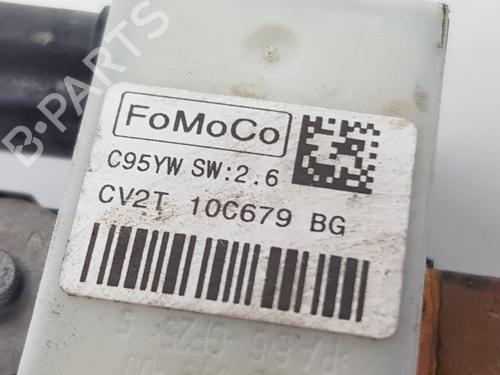 B-PARTS
FoMoCo
C95YW SW:2.6
CV2T 10C679 BG